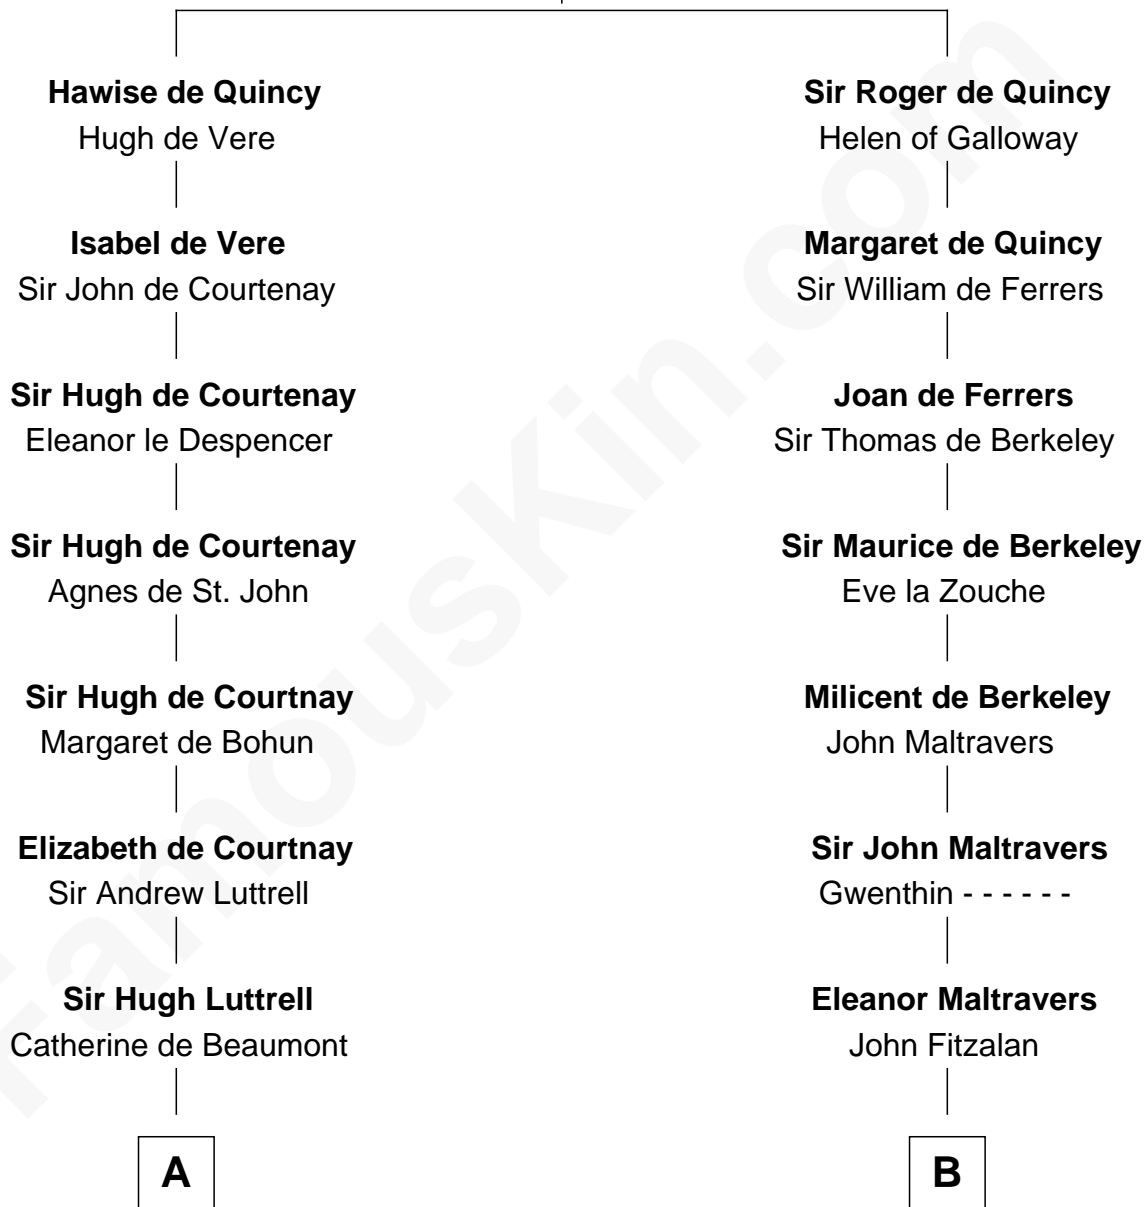 Hawise de Quincy
Hugh de Vere
Sir Roger de Quincy
Helen of Galloway
Isabel de Vere
Sir John de Courtenay
Margaret de Quincy
Sir William de Ferrers
Sir Hugh de Courtenay
Eleanor le Despencer
Joan de Ferrers
Sir Thomas de Berkeley
Sir Hugh de Courtenay
Agnes de St. John
Sir Maurice de Berkeley
Eve la Zouche
Sir Hugh de Courtnay
Margaret de Bohun
Milicent de Berkeley
John Maltravers
Elizabeth de Courtnay
Sir Andrew Luttrell
Sir John Maltravers
Gwenthin - - - - - -
Sir Hugh Luttrell
Catherine de Beaumont
Eleanor Maltravers
John Fitzalan
A
B
FamousKin.com